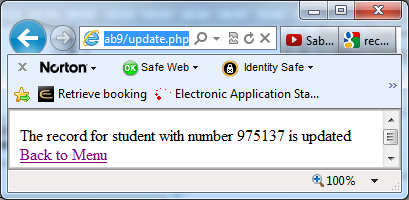 ab9/update.php
Sab...
rec...
x Norton
OK Safe Web
Identity Safe
Retrieve booking
Electronic Application Sta...
The record for student with number 975137 is updated
Back to Menu
100%